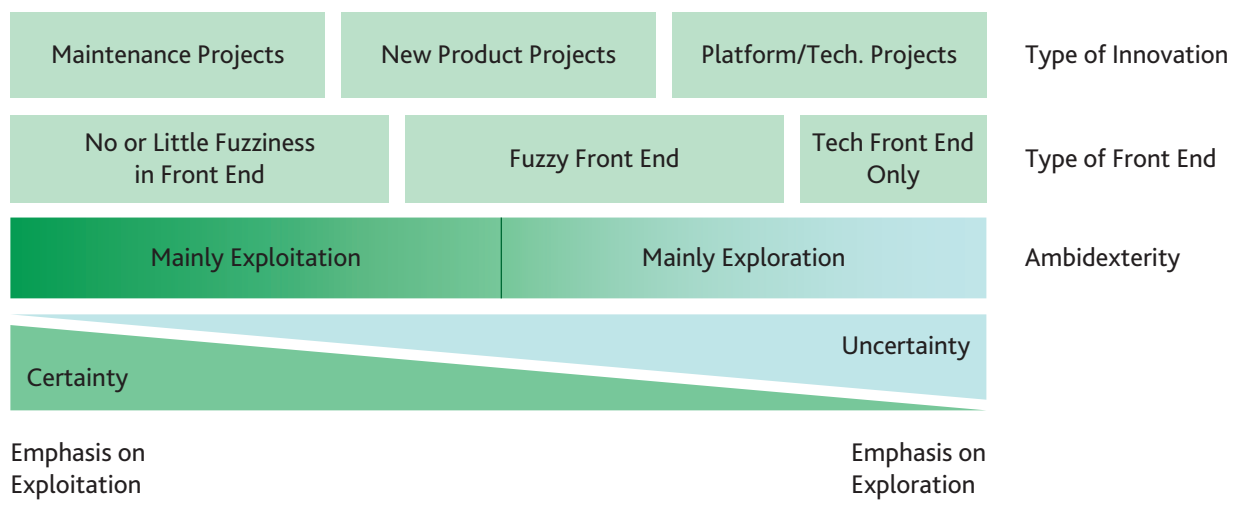 Maintenance Projects
New Product Projects
Platform/Tech. Projects
Type of Innovation
No or Little Fuzziness
in Front End
Fuzzy Front End
Tech Front End
Only
Type of Front End
Mainly Exploitation
Mainly Exploration
Ambidexterity
Uncertainty
Certainty
Emphasis on
Exploitation
Emphasis on
Exploration